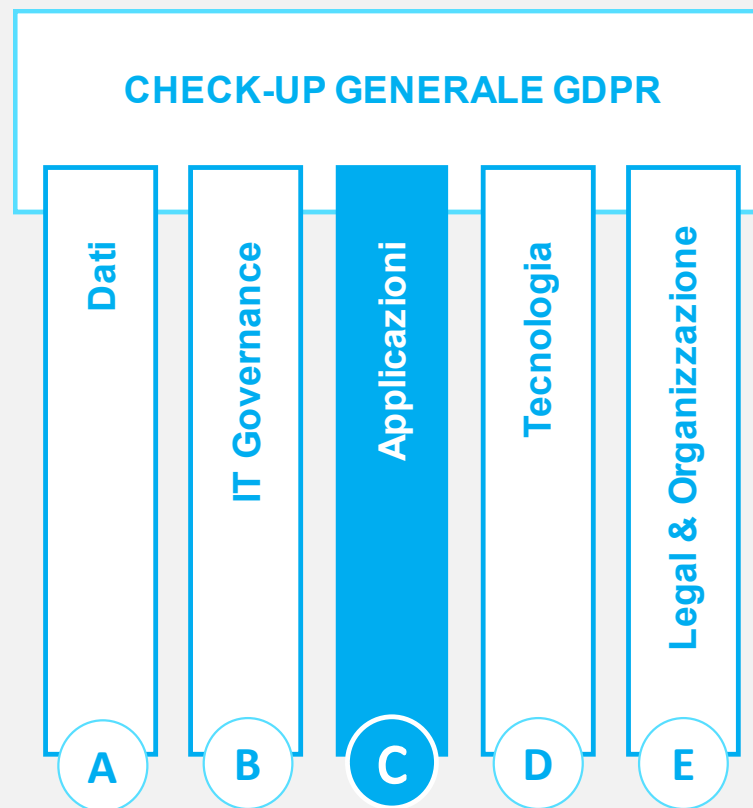 CHECK-UP GENERALE GDPR
Dati
IT Governance
Applicazioni
Tecnologia
Legal & Organizzazione
A
B
C
D
E